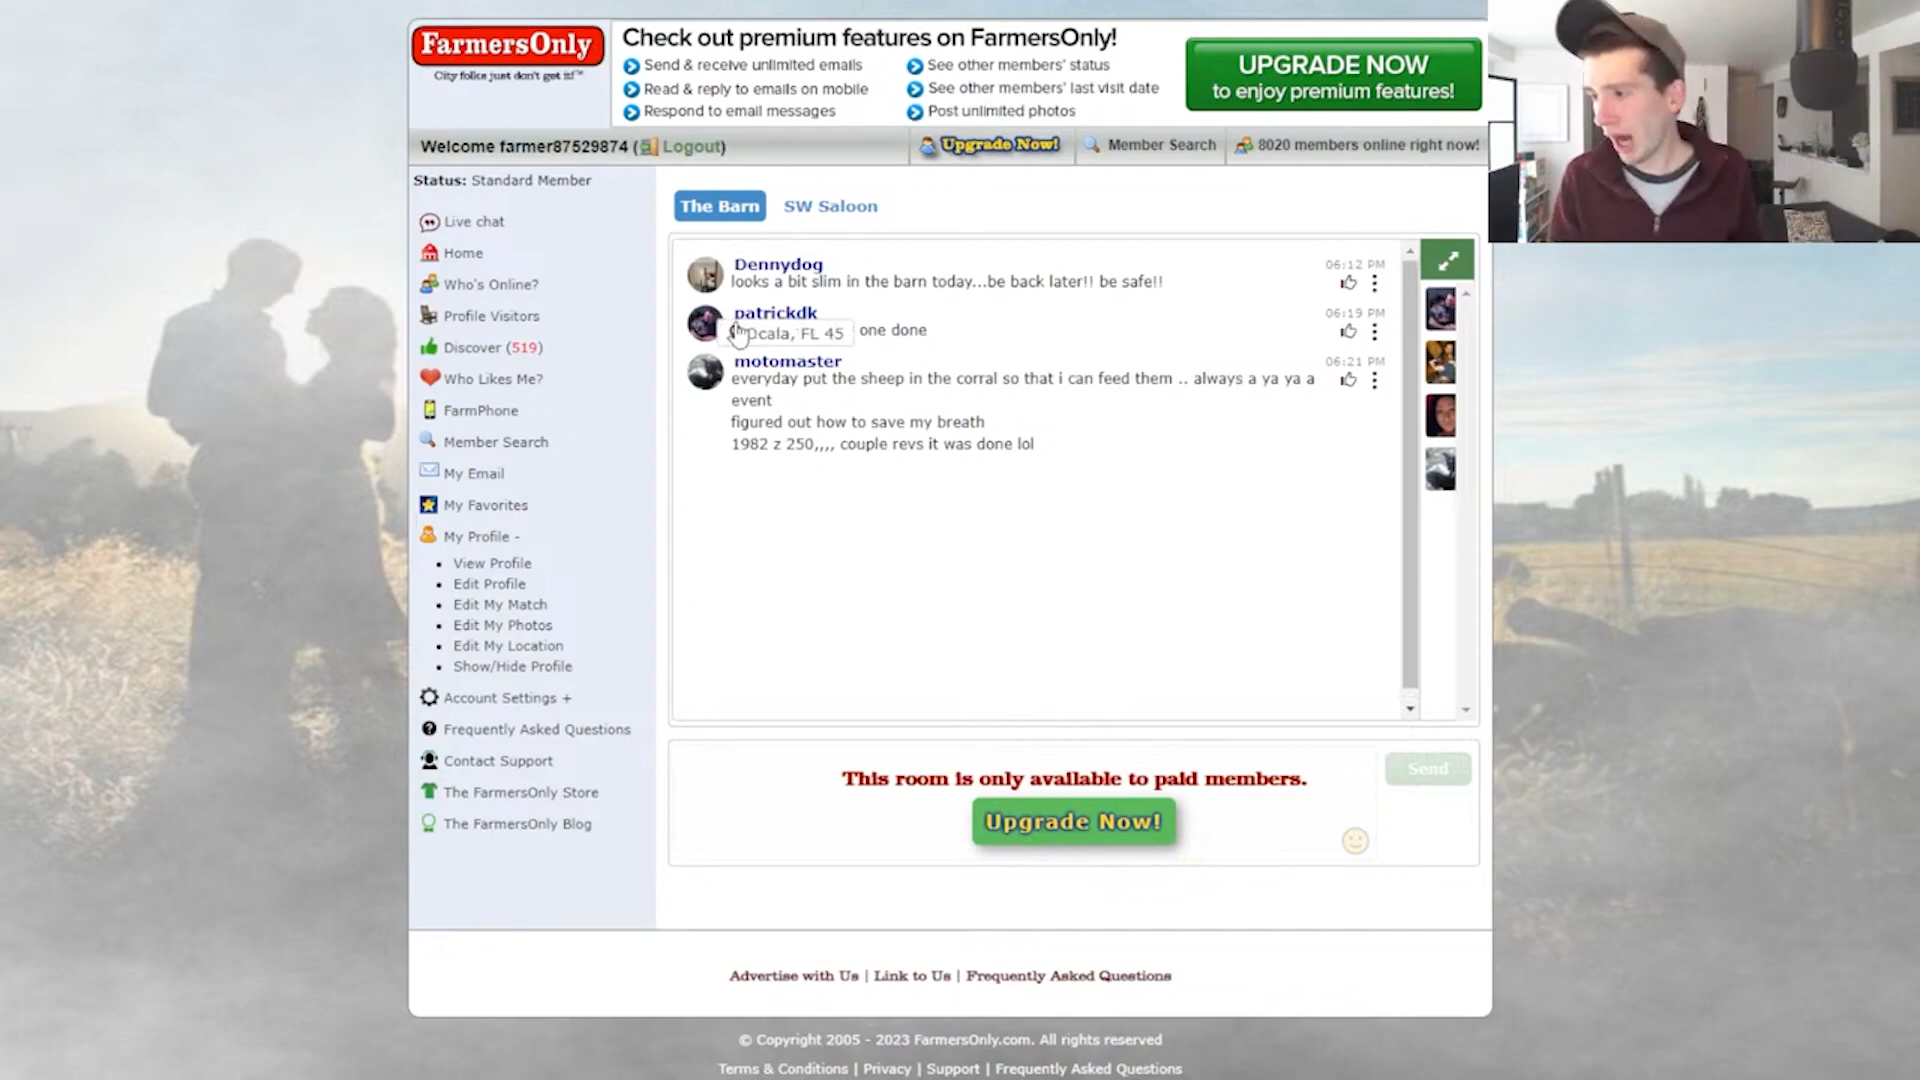 FarmersOnly
City folks just don't get it!™
Check out premium features on FarmersOnly!
Send & receive unlimited emails
See other members' status
Read & reply to emails on mobile
See other members' last visit date
Respond to email messages
Post unlimited photos
UPGRADE NOW
to enjoy premium features!
Welcome farmer87529874 (Logout)
Upgrade Now!
Member Search
8020 members online right now!
Status: Standard Member
Live chat
Home
Who's Online?
Profile Visitors
Discover (519)
Who Likes Me?
FarmPhone
Member Search
My Email
My Favorites
My Profile -
View Profile
Edit Profile
Edit My Match
Edit My Photos
Edit My Location
Show/Hide Profile
Account Settings +
Frequently Asked Questions
Contact Support
The FarmersOnly Store
The FarmersOnly Blog
The Barn
SW Saloon
Dennydog
06:12 PM
looks a bit slim in the barn today...be back later!! be safe!!
patrickdk
06:19 PM
FL 45
one done
motomaster
06:21 PM
everyday put the sheep in the corral so that i can feed them .. always a ya ya a
event
figured out how to save my breath
1982 z 250,,,, couple revs it was done lol
This room is only available to paid members.
Send
Upgrade Now!
Advertise with Us | Link to Us | Frequently Asked Questions
© Copyright 2005 - 2023 FarmersOnly.com. All rights reserved
Terms & Conditions | Privacy | Support | Frequently Asked Questions